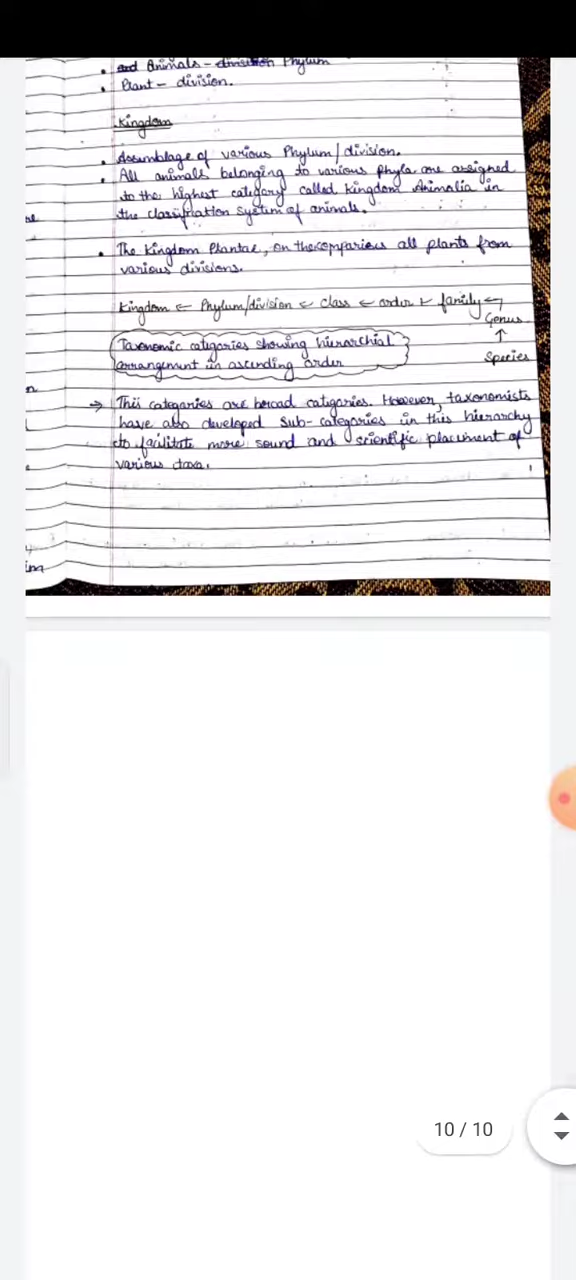 • Animals - division Phylum
• Plant - division.
Kingdom
• Assemblage of various Phylum/division.
• All animals belonging to various phyla are assigned
to the highest category called Kingdom Animalia in
the classification system of animals.
• The Kingdom Plantae, on the comparious all plants from
various divisions.
Kingdom ← Phylum/division ← class ← order ← family ←
Genus
↑
Species
Taxonomic categories showing hierarchial
arrangement in ascending order
→ This categories are broad categories. However, taxonomists
have also developed sub-categories in this hierarchy
to facilitate more sound and scientific placement of
various taxa.
10 / 10